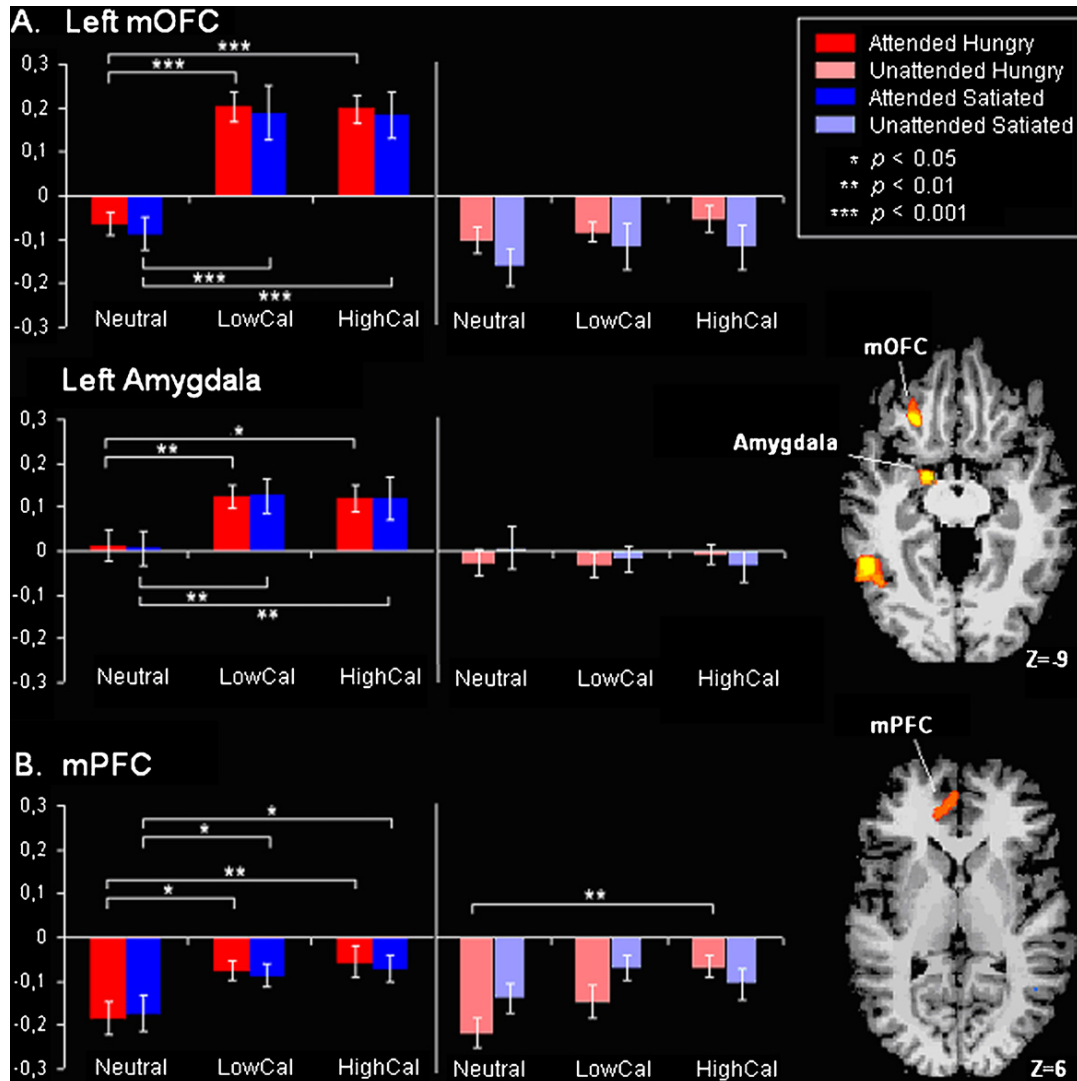 A. Left mOFC
0,3
0,2
0,1
0
-0,1
-0,2
-0,3
***
***
***
***
Neutral LowCal HighCal
Neutral LowCal HighCal
Attended Hungry
Unattended Hungry
Attended Satiated
Unattended Satiated
* p < 0.05
** p < 0.01
*** p < 0.001
Left Amygdala
0,3
0,2
0,1
0
-0,1
-0,2
-0,3
*
**
**
**
Neutral LowCal HighCal
Neutral LowCal HighCal
mOFC
Amygdala
Z=-9
B. mPFC
0,3
0,2
0,1
0
-0,1
-0,2
-0,3
*
*
**
*
**
Neutral LowCal HighCal
Neutral LowCal HighCal
mPFC
Z=6